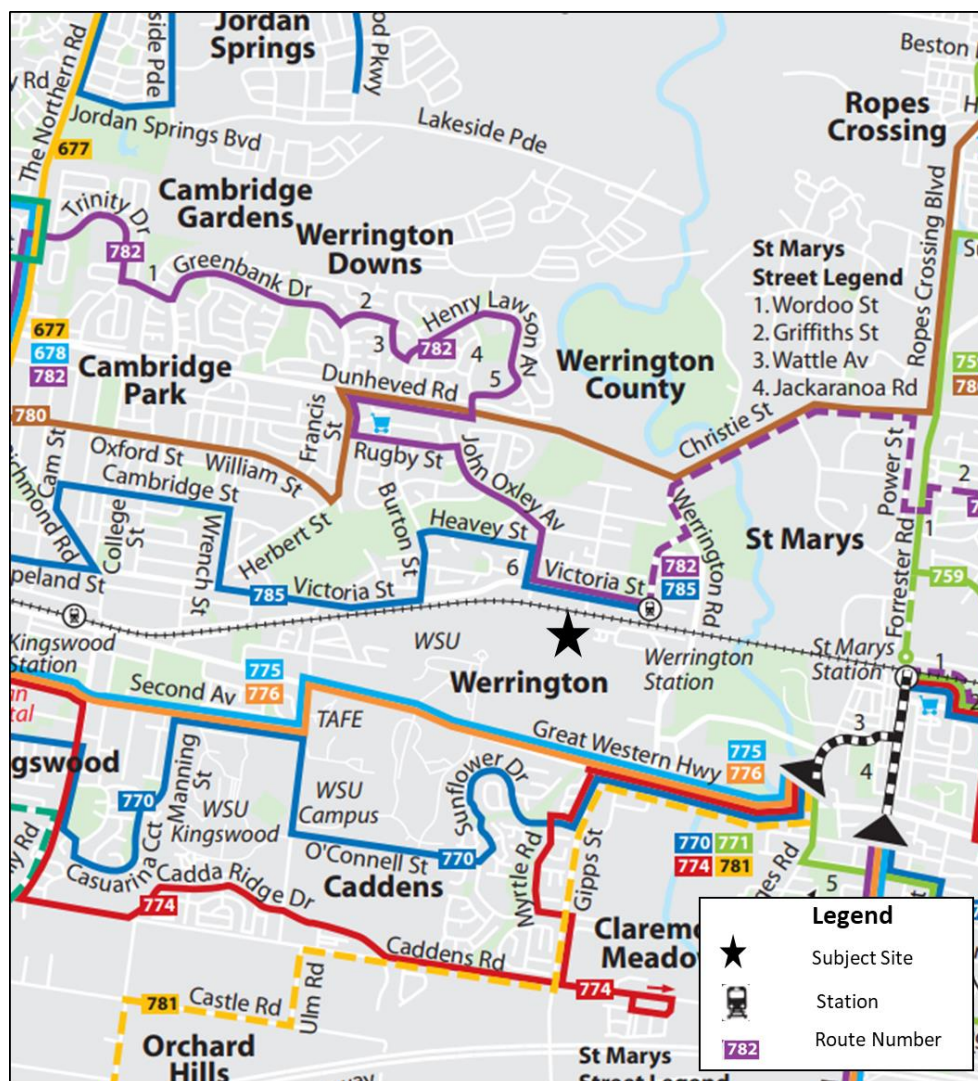 Jordan
Springs
The Northern Rd
Jordan Springs Bvd
Lakeside Pde
677
Ropes
Crossing
Ropes Crossing Blvd
Trinity Dr
Cambridge
Gardens
782
1
Greenbank Dr
Werrington
Downs
2
3
Henry Lawson Av
782
4
5
St Marys
Street Legend
1. Wordoo St
2. Griffiths St
3. Wattle Av
4. Jackaranoa Rd
677
678
782
Cambridge
Park
Dunheved Rd
Werrington
County
780
Oxford St
William St
Francis St
Rugby St
John Oxley Av
Christie St
Power St
2
1
Cam St
College St
Cambridge St
Wrench St
Herbert St
Burton St
Heavey St
Werrington Rd
St Marys
Forrester Rd
759
785
Victoria St
6
Victoria St
782
785
Kingswood
Station
WSU
Werrington
Werrington
Station
St Marys
Station
1
3
4
775
776
Second Av
TAFE
Great Western Hwy
775
776
Manning St
770
WSU
Kingswood
WSU
Campus
Sunflower Dr
O'Connell St
770
Casuarina Cct
Cadda Ridge Dr
Caddens
Myrtle Rd
Gipps St
770
771
774
781
5
774
Caddens Rd
774
Ulm Rd
781
Castle Rd
Orchard
Hills
St Marys
Legend
Subject Site
Station
782
Route Number